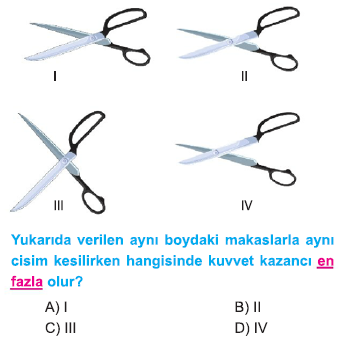 I
II
III
IV
Yukarıda verilen aynı boydaki makaslarla aynı
cisim kesilirken hangisinde kuvvet kazancı en
fazla olur?
A) I
B) II
C) III
D) IV